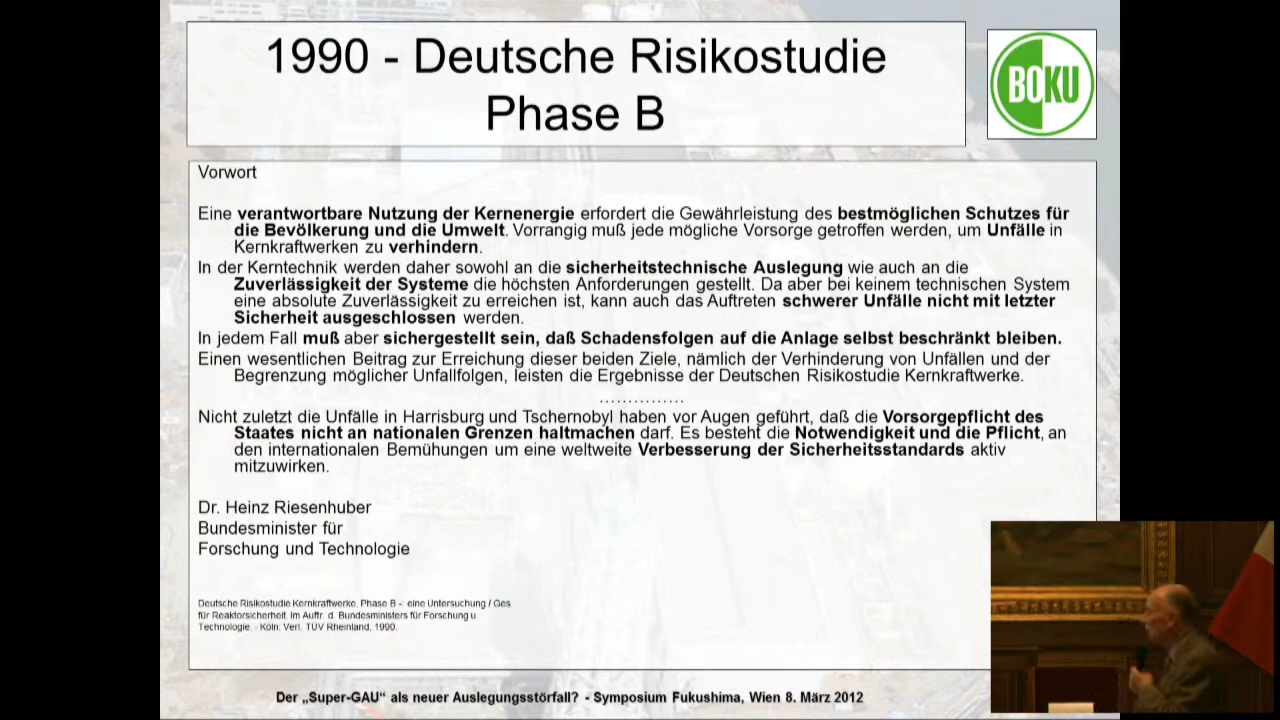 1990 - Deutsche Risikostudie
Phase B
BOKU
Vorwort
Eine verantwortbare Nutzung der Kernenergie erfordert die Gewährleistung des bestmöglichen Schutzes für
die Bevölkerung und die Umwelt. Vorrangig muß jede mögliche Vorsorge getroffen werden, um Unfälle in
Kernkraftwerken zu verhindern.
In der Kerntechnik werden daher sowohl an die sicherheitstechnische Auslegung wie auch an die
Zuverlässigkeit der Systeme die höchsten Anforderungen gestellt. Da aber bei keinem technischen System
eine absolute Zuverlässigkeit zu erreichen ist, kann auch das Auftreten schwerer Unfälle nicht mit letzter
Sicherheit ausgeschlossen werden.
In jedem Fall muß aber sichergestellt sein, daß Schadensfolgen auf die Anlage selbst beschränkt bleiben.
Einen wesentlichen Beitrag zur Erreichung dieser beiden Ziele, nämlich der Verhinderung von Unfällen und der
Begrenzung möglicher Unfallfolgen, leisten die Ergebnisse der Deutschen Risikostudie Kernkraftwerke.
……………
Nicht zuletzt die Unfälle in Harrisburg und Tschernobyl haben vor Augen geführt, daß die Vorsorgepflicht des
Staates nicht an nationalen Grenzen haltmachen darf. Es besteht die Notwendigkeit und die Pflicht, an
den internationalen Bemühungen um eine weltweite Verbesserung der Sicherheitsstandards aktiv
mitzuwirken.
Dr. Heinz Riesenhuber
Bundesminister für
Forschung und Technologie
Deutsche Risikostudie Kernkraftwerke, Phase B -: eine Untersuchung / Ges
für Reaktorsicherheit. Im Auftr. d. Bundesministers für Forschung u
Technologie. - Köln: Verl. TÜV Rheinland, 1990.
Der „Super-GAU“ als neuer Auslegungsstörfall? - Symposium Fukushima, Wien 8. März 2012